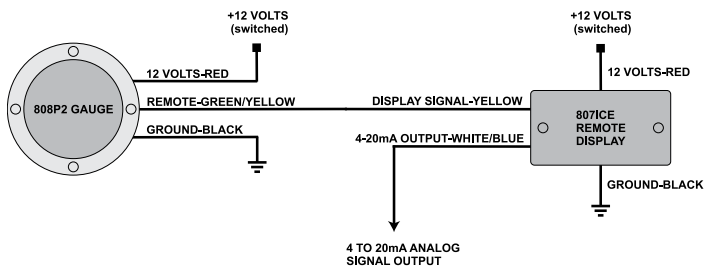 +12 VOLTS
(switched)
+12 VOLTS
(switched)
12 VOLTS-RED
12 VOLTS-RED
808P2 GAUGE
REMOTE-GREEN/YELLOW
DISPLAY SIGNAL-YELLOW
807ICE
REMOTE
DISPLAY
GROUND-BLACK
4-20mA OUTPUT-WHITE/BLUE
GROUND-BLACK
4 TO 20mA ANALOG
SIGNAL OUTPUT